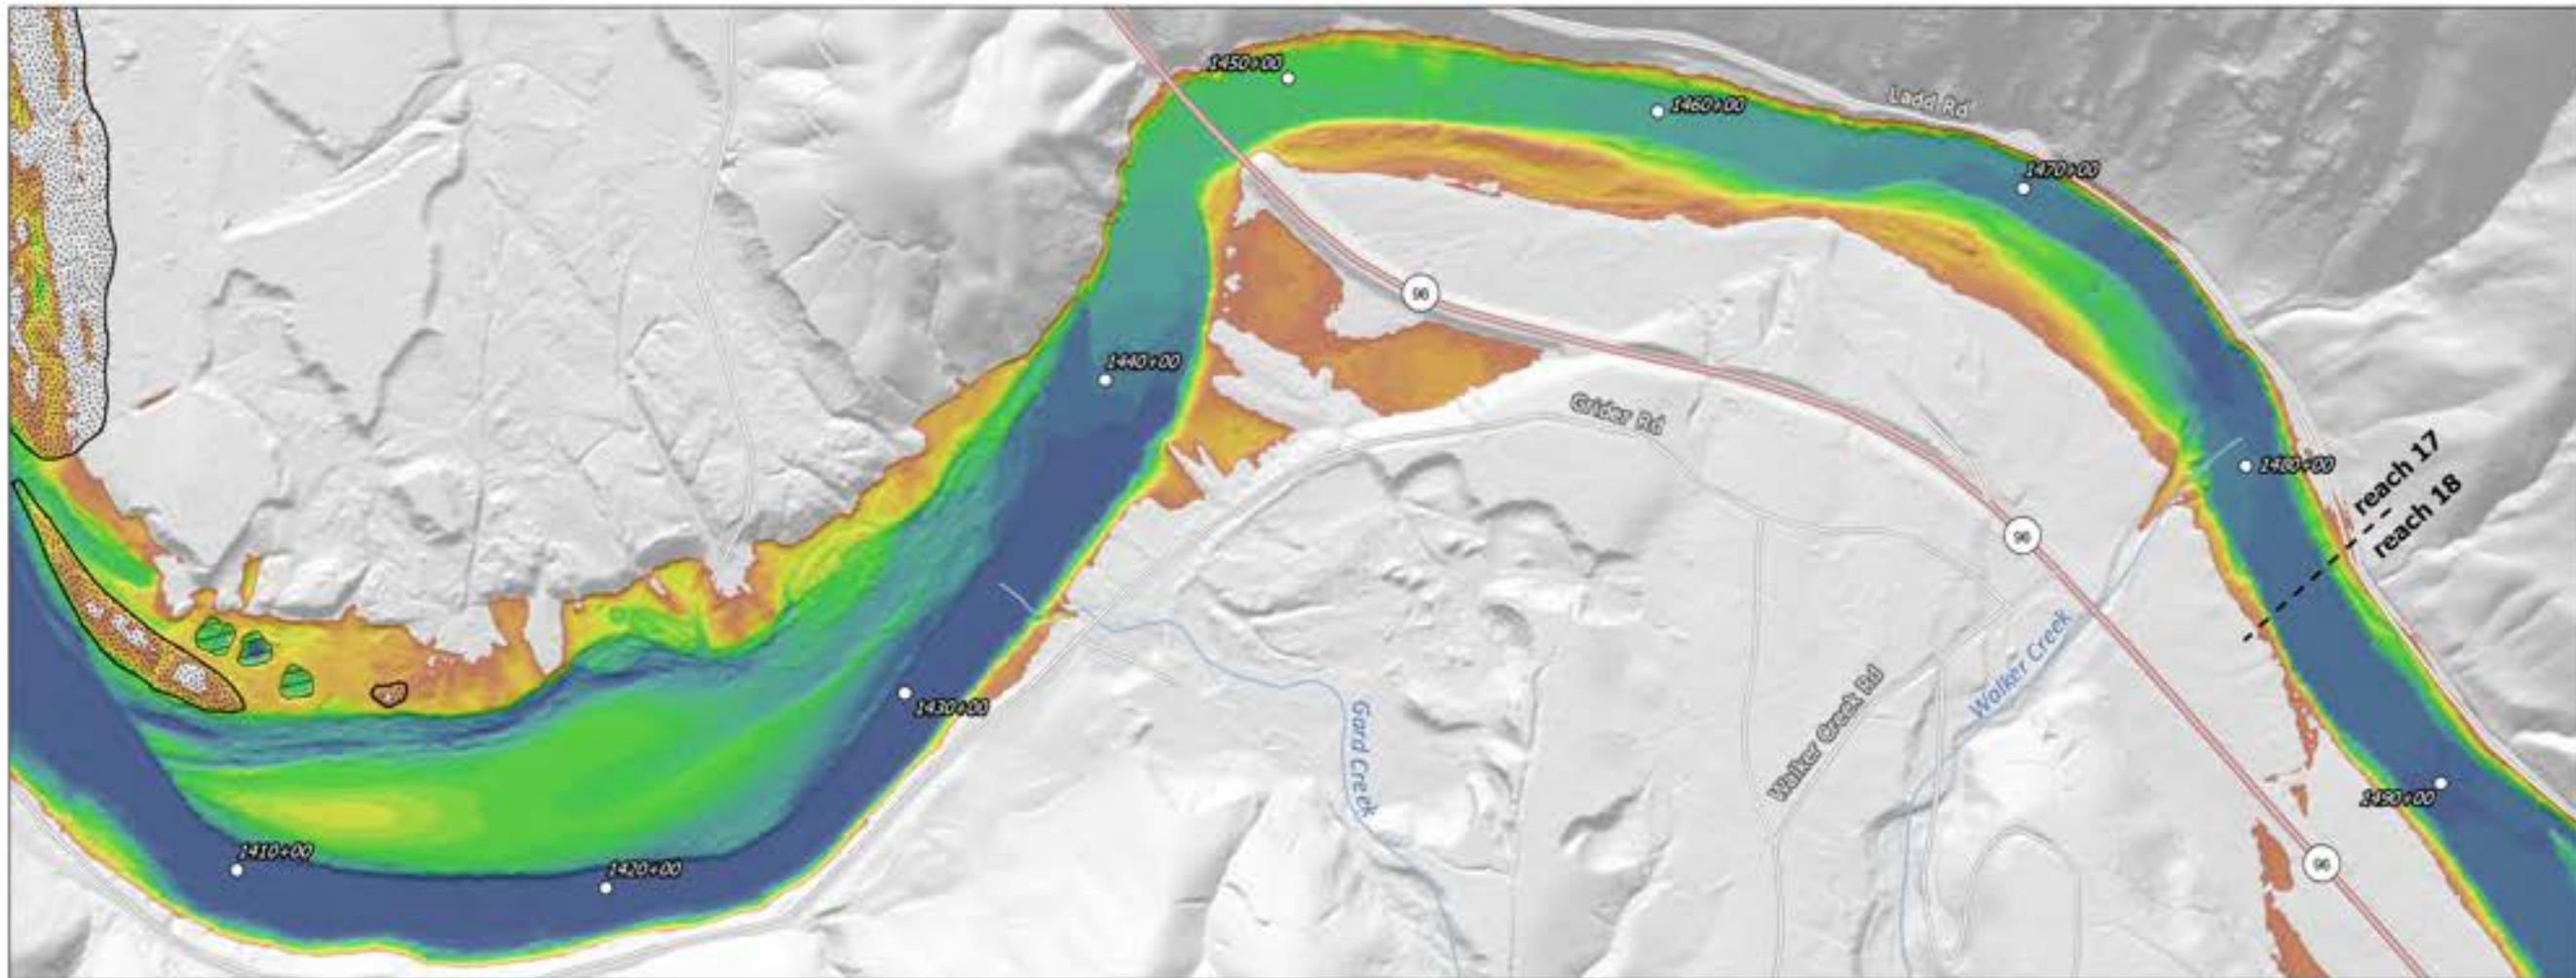 1450+00
1460+00
Ladd Rd
1470+00
96
1440+00
Grider Rd
1480+00
reach 17
reach 18
96
Walker Creek
1430+00
Gard Creek
Walker Creek Rd
1490+00
1410+00
1420+00
96